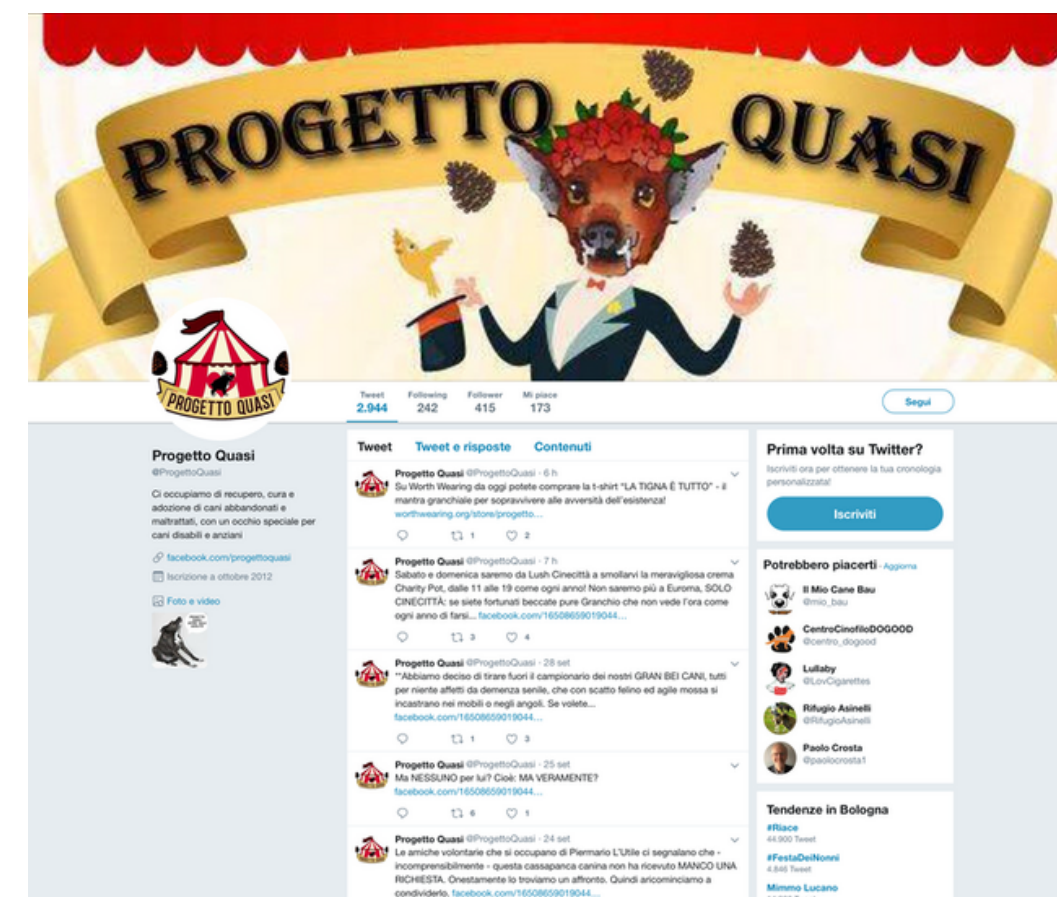 PROGETTO QUASI
PROGETTO QUASI
Tweet
2.944
Following
242
Follower
415
Mi piace
173
Segui
Progetto Quasi
@ProgettoQuasi
Ci occupiamo di recupero, cura e
adozione di cani abbandonati e
maltrattati, con un occhio speciale per
cani disabili e anziani
facebook.com/progettoquasi
Iscrizione a ottobre 2012
Foto e video
Tweet Tweet e risposte Contenuti
Progetto Quasi @ProgettoQuasi · 6 h
Su Worth Wearing da oggi potete comprare la t-shirt "LA TIGNA È TUTTO" - il
mantra granchiale per sopravvivere alle avversità dell'esistenza!
worthwearing.org/store/progetto…
1 2
Progetto Quasi @ProgettoQuasi · 7 h
Sabato e domenica saremo da Lush Cinecittà a smollarvi la meravigliosa crema
Charity Pot, dalle 11 alle 19 come ogni anno! Non saremo più a Euroma, SOLO
CINECITTÀ: se siete fortunati beccate pure Granchio che non vede l'ora come
ogni anno di farsi... facebook.com/16508659019044…
3 4
Progetto Quasi @ProgettoQuasi · 28 set
""Abbiamo deciso di tirare fuori il campionario dei nostri GRAN BEI CANI, tutti
per niente affetti da demenza senile, che con scatto felino ed agile mossa si
incastrano nei mobili o negli angoli. Se volete...
facebook.com/16508659019044…
1 3
Progetto Quasi @ProgettoQuasi · 25 set
Ma NESSUNO per lui? Cioè: MA VERAMENTE?
facebook.com/16508659019044…
6 1
Progetto Quasi @ProgettoQuasi · 24 set
Le amiche volontarie che si occupano di Piermario L'Utile ci segnalano che -
incomprensibilmente - questa cassapanca canina non ha ricevuto MANCO UNA
RICHIESTA. Onestamente lo troviamo un affronto. Quindi aricominciamo a
condividerlo. facebook.com/16508659019044…
Prima volta su Twitter?
Iscriviti ora per ottenere la tua cronologia
personalizzata!
Iscriviti
Potrebbero piacerti · Aggiorna
Il Mio Cane Bau
@mio_bau
CentroCinofiloDOGOOD
@centro_dogood
Lullaby
@LovCigarettes
Rifugio Asinelli
@RifugioAsinelli
Paolo Crosta
@paolocrosta1
Tendenze in Bologna
#Riace
44.900 Tweet
#FestaDeiNonni
4.846 Tweet
Mimmo Lucano